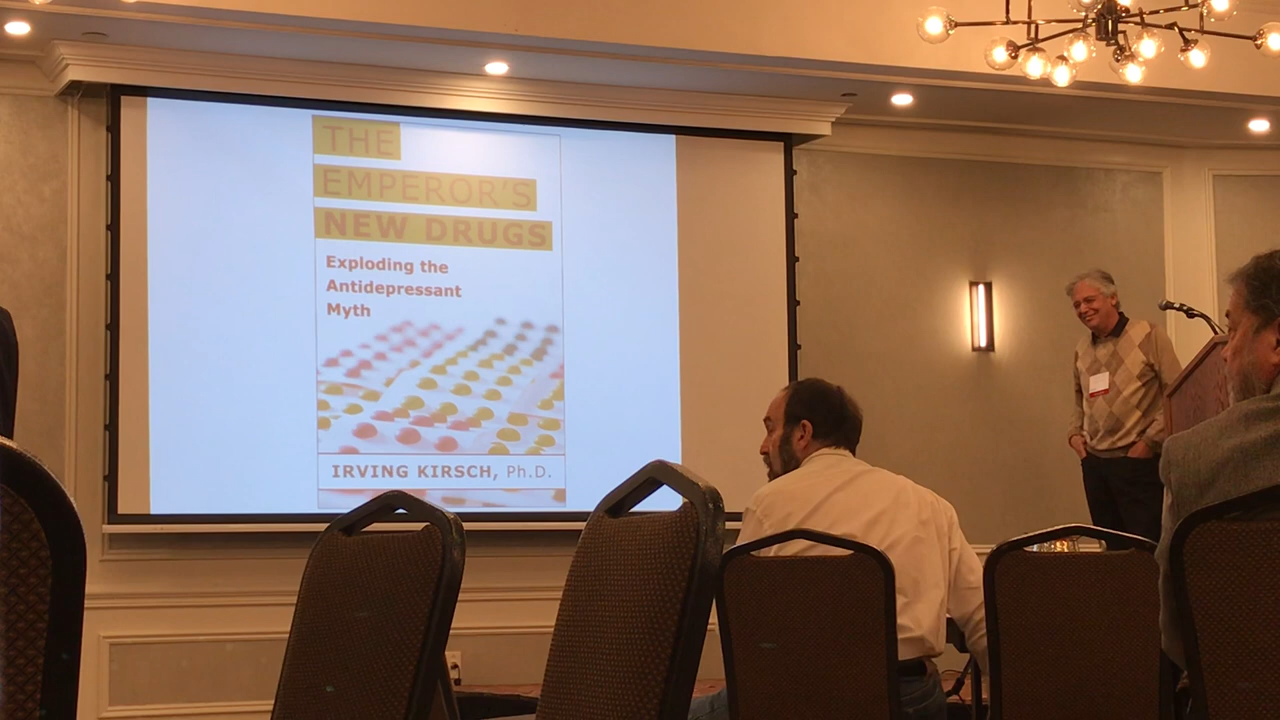 THE
EMPEROR'S
NEW DRUGS
Exploding the
Antidepressant
Myth
IRVING KIRSCH, Ph.D.